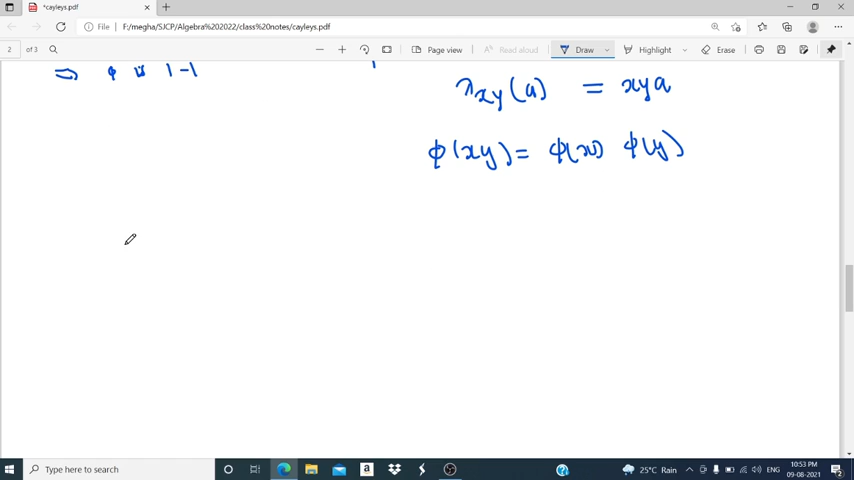 *cayleys.pdf
File F:/megha/SJCP/Algebra%202022/class%20notes/cayleys.pdf
2 of 3 Page view Read aloud Draw Highlight Erase
⇒ φ is 1-1
λxy(a) = xya
φ(xy) = φ(x) φ(y)
Type here to search
25°C Rain ENG
10:53 PM
09-08-2021
2